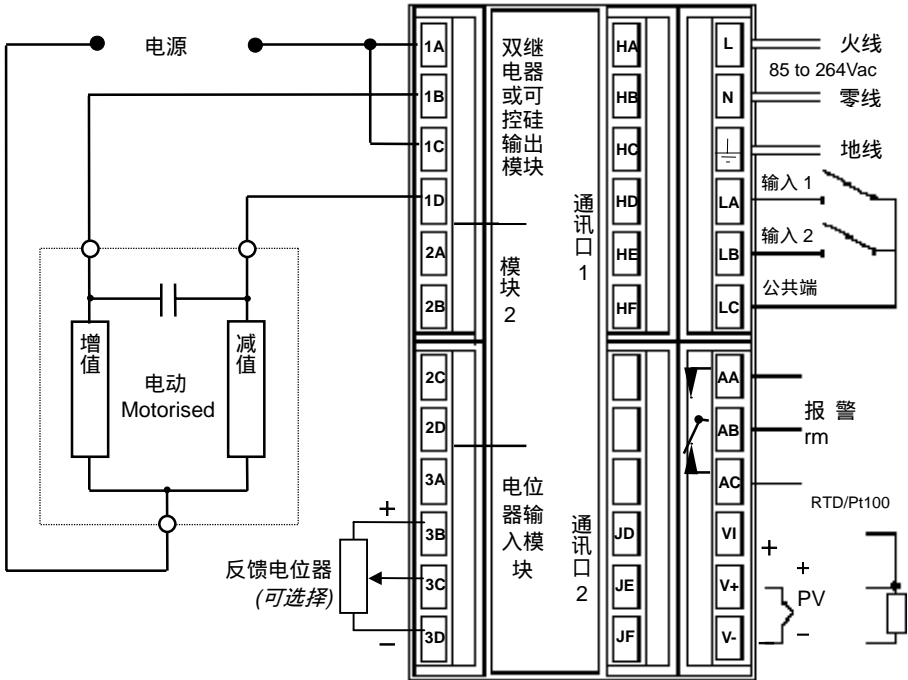 电源
1A
1B
1C
1D
2A
2B
2C
2D
3A
3B
3C
3D
双继
电器
或可
控硅
输出
模块
模块
2
电位
器输
入模
块
通讯口1
通讯口2
HA
HB
HC
HD
HE
HF
JD
JE
JF
L
N
LA
LB
LC
AA
AB
AC
VI
V+
V-
火线
85 to 264Vac
零线
地线
输入 1
输入 2
公共端
报 警
rm
RTD/Pt100
+
+
PV
–
增值
减值
电动
Motorised
+
反馈电位器
(可选择)
–